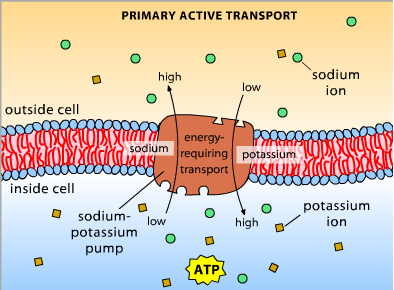 PRIMARY ACTIVE TRANSPORT
high
low
sodium
ion
outside cell
sodium
energy-
requiring
transport
potassium
inside cell
sodium-
potassium
pump
low
high
potassium
ion
ATP